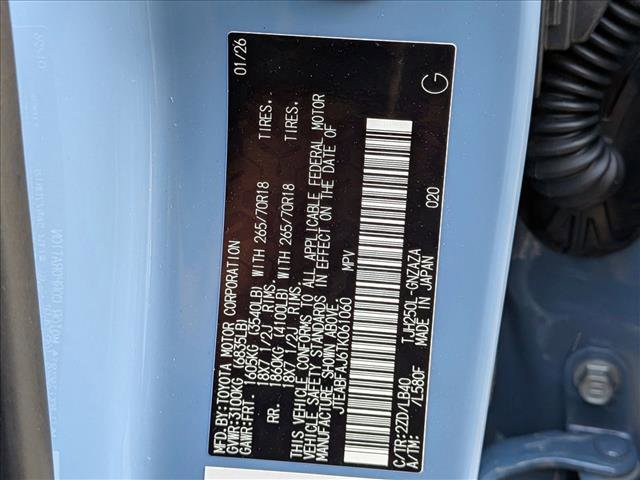 MFD.BY:TOYOTA MOTOR CORPORATION 01/26
GVWR:3100KG (6835LB)
GAWR:FRT 1605KG (3540LB) WITH 265/70R18 TIRES.
18X7 1/2J RIMS.
RR. 1860KG (4100LB) WITH 265/70R18 TIRES.
18X7 1/2J RIMS.
THIS VEHICLE CONFORMS TO ALL APPLICABLE FEDERAL MOTOR
VEHICLE SAFETY STANDARDS IN EFFECT ON THE DATE OF
MANUFACTURE SHOWN ABOVE.
JTEABFAJ6TK061060 MPV
G
020
C/TR:2ZD/LB40 TJH250L-GNZAZA
A/TM: /L580F MADE IN JAPAN